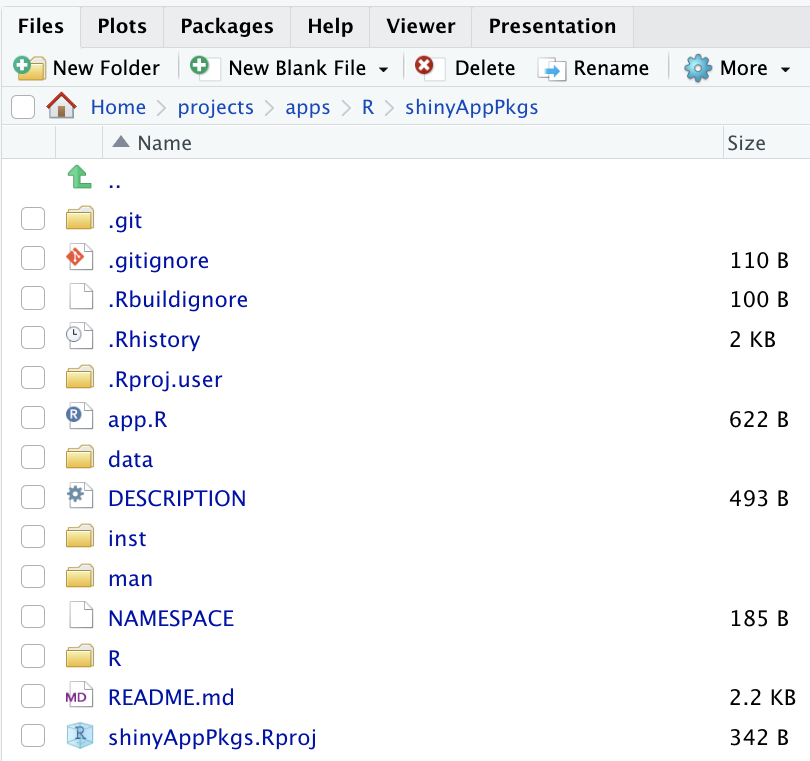 Files Plots Packages Help Viewer Presentation
New Folder New Blank File Delete Rename More
Home projects apps R shinyAppPkgs
Name Size
..
.git
.gitignore 110 B
.Rbuildignore 100 B
.Rhistory 2 KB
.Rproj.user
R app.R 622 B
data
DESCRIPTION 493 B
inst
man
NAMESPACE 185 B
R
MD README.md 2.2 KB
R shinyAppPkgs.Rproj 342 B